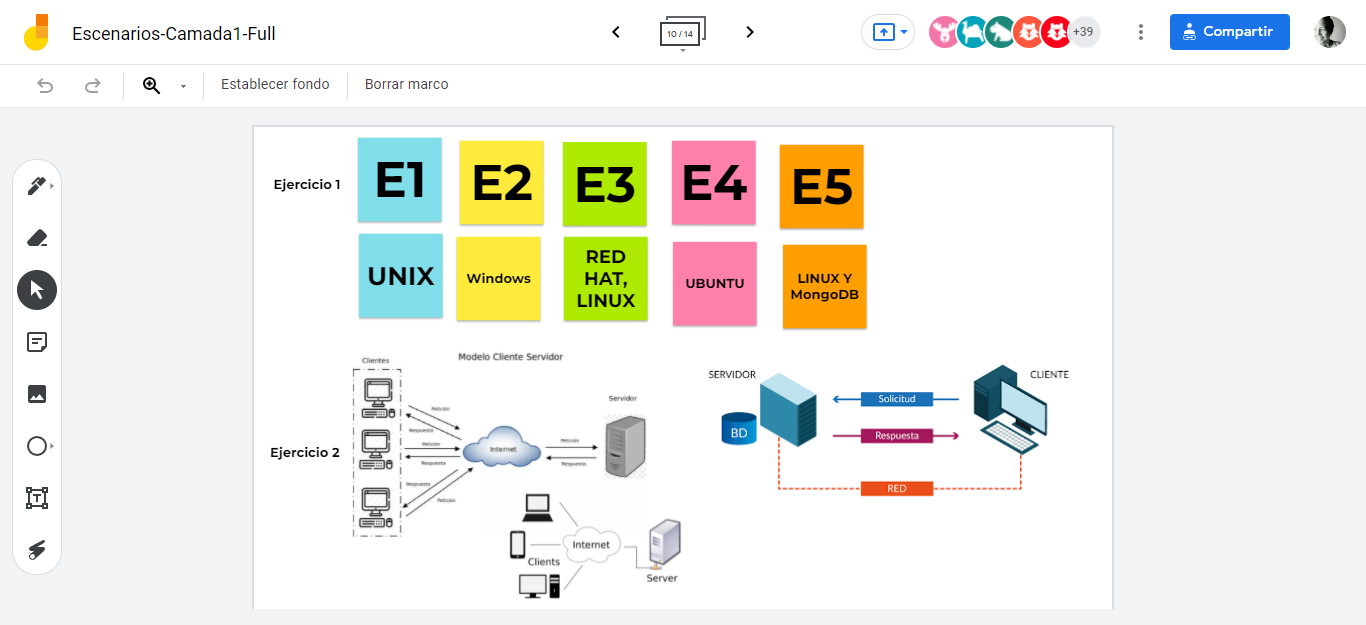 Escenarios-Camada1-Full
10 / 14
+39
Compartir
Establecer fondo
Borrar marco
Ejercicio 1
E1
E2
E3
E4
E5
UNIX
Windows
RED
HAT,
LINUX
UBUNTU
LINUX Y
MongoDB
Ejercicio 2
Modelo Cliente Servidor
Clientes
Servidor
Petición
Respuesta
Petición
Respuesta
Respuesta
Petición
Internet
Petición
Respuesta
Internet
Clients
Server
SERVIDOR
CLIENTE
BD
Solicitud
Respuesta
RED
T